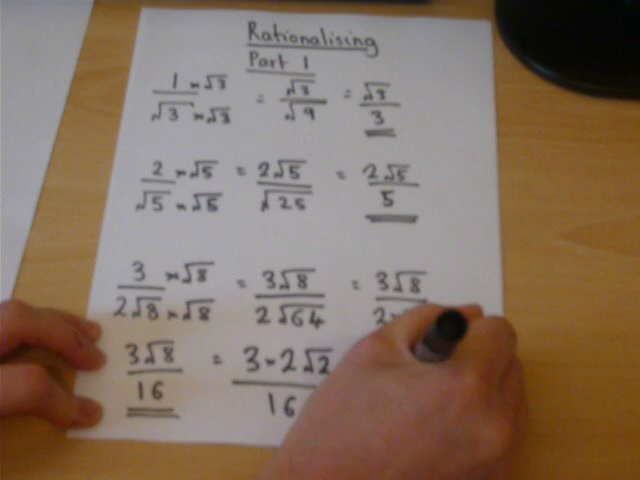 Rationalising
Part 1
1 × √3 / √3 × √3 = √3 / √9 = √3 / 3
2 × √5 / √5 × √5 = 2√5 / √25 = 2√5 / 5
3 × √8 / 2√8 × √8 = 3√8 / 2√64 = 3√8 / 2
3√8 / 16 = 3 × 2√2 / 16